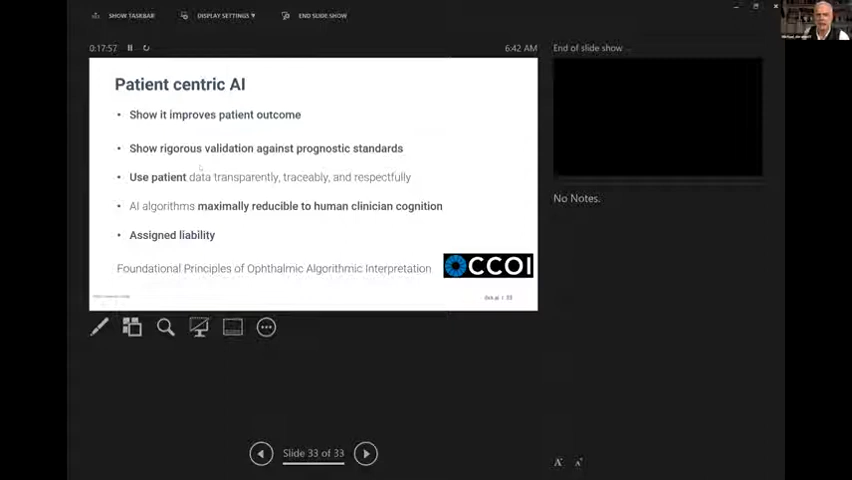 SHOW TASKBAR
DISPLAY SETTINGS
END SLIDE SHOW
0:17:57
6:42 AM
End of slide show
Patient centric AI
• Show it improves patient outcome
• Show rigorous validation against prognostic standards
• Use patient data transparently, traceably, and respectfully
• AI algorithms maximally reducible to human clinician cognition
• Assigned liability
Foundational Principles of Ophthalmic Algorithmic Interpretation
CCOI
33
No Notes.
Slide 33 of 33